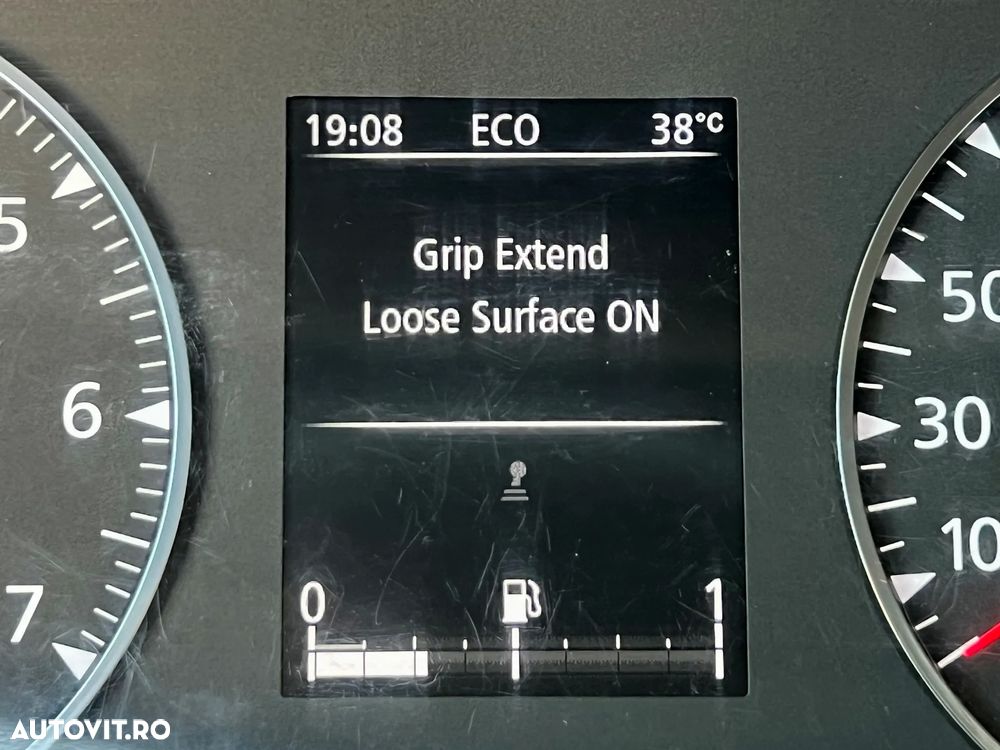 19:08 ECO 38°C
Grip Extend
Loose Surface ON
0 1
5
6
7
50
30
10
AUTOVIT.RO